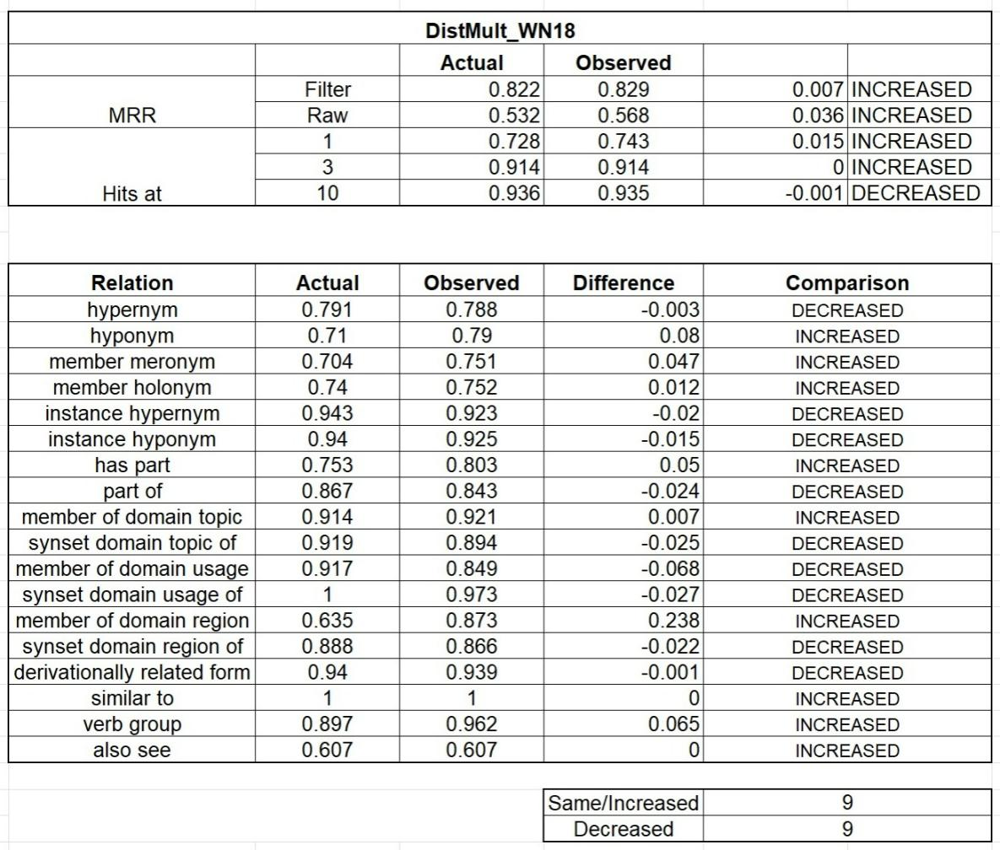 DistMult_WN18
Actual Observed
MRR Filter 0.822 0.829 0.007 INCREASED
Raw 0.532 0.568 0.036 INCREASED
Hits at 1 0.728 0.743 0.015 INCREASED
3 0.914 0.914 0 INCREASED
10 0.936 0.935 -0.001 DECREASED
Relation Actual Observed Difference Comparison
hypernym 0.791 0.788 -0.003 DECREASED
hyponym 0.71 0.79 0.08 INCREASED
member meronym 0.704 0.751 0.047 INCREASED
member holonym 0.74 0.752 0.012 INCREASED
instance hypernym 0.943 0.923 -0.02 DECREASED
instance hyponym 0.94 0.925 -0.015 DECREASED
has part 0.753 0.803 0.05 INCREASED
part of 0.867 0.843 -0.024 DECREASED
member of domain topic 0.914 0.921 0.007 INCREASED
synset domain topic of 0.919 0.894 -0.025 DECREASED
member of domain usage 0.917 0.849 -0.068 DECREASED
synset domain usage of 1 0.973 -0.027 DECREASED
member of domain region 0.635 0.873 0.238 INCREASED
synset domain region of 0.888 0.866 -0.022 DECREASED
derivationally related form 0.94 0.939 -0.001 DECREASED
similar to 1 1 0 INCREASED
verb group 0.897 0.962 0.065 INCREASED
also see 0.607 0.607 0 INCREASED
Same/Increased 9
Decreased 9